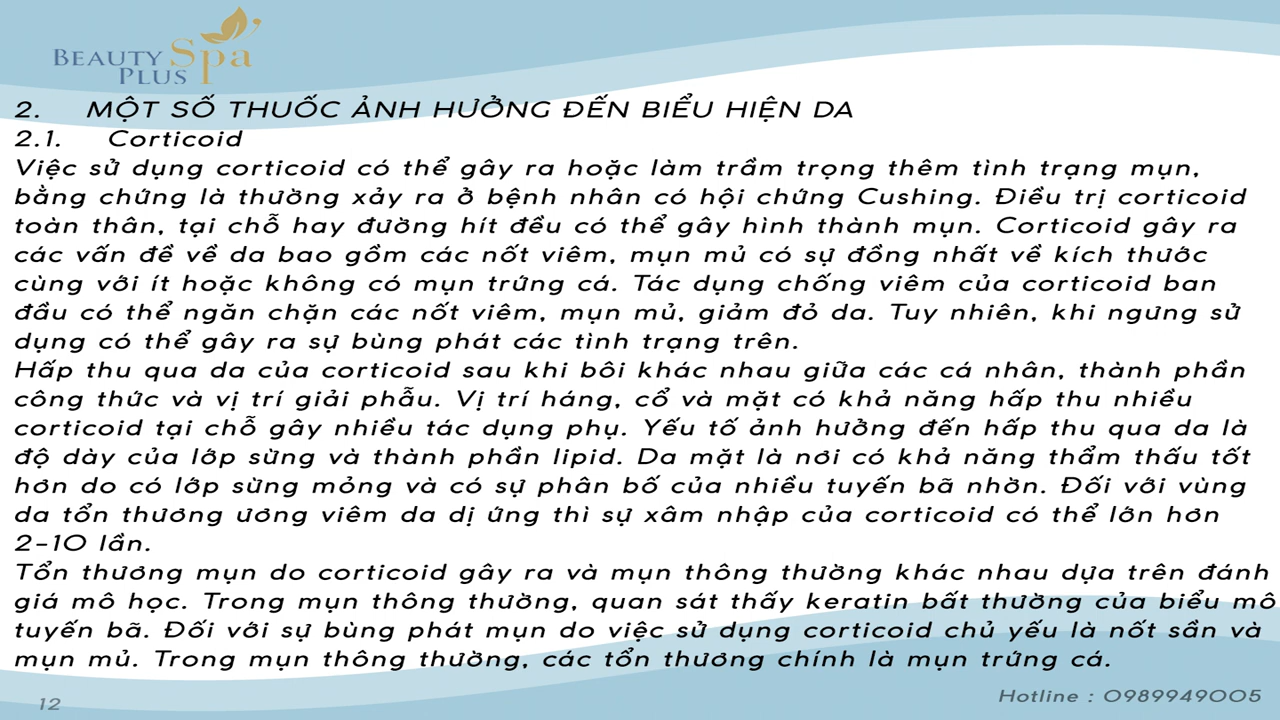 BEAUTY Spa
PLUS
2. MỘT SỐ THUỐC ẢNH HƯỞNG ĐẾN BIỂU HIỆN DA
2.1. Corticoid
Việc sử dụng corticoid có thể gây ra hoặc làm trầm trọng thêm tình trạng mụn,
bằng chứng là thường xảy ra ở bệnh nhân có hội chứng Cushing. Điều trị corticoid
toàn thân, tại chỗ hay đường hít đều có thể gây hình thành mụn. Corticoid gây ra
các vấn đề về da bao gồm các nốt viêm, mụn mủ có sự đồng nhất về kích thước
cùng với ít hoặc không có mụn trứng cá. Tác dụng chống viêm của corticoid ban
đầu có thể ngăn chặn các nốt viêm, mụn mủ, giảm đỏ da. Tuy nhiên, khi ngưng sử
dụng có thể gây ra sự bùng phát các tình trạng trên.
Hấp thu qua da của corticoid sau khi bôi khác nhau giữa các cá nhân, thành phần
công thức và vị trí giải phẫu. Vị trí háng, cổ và mặt có khả năng hấp thu nhiều
corticoid tại chỗ gây nhiều tác dụng phụ. Yếu tố ảnh hưởng đến hấp thu qua da là
độ dày của lớp sừng và thành phần lipid. Da mặt là nơi có khả năng thẩm thấu tốt
hơn do có lớp sừng mỏng và có sự phân bố của nhiều tuyến bã nhờn. Đối với vùng
da tổn thương ương viêm da dị ứng thì sự xâm nhập của corticoid có thể lớn hơn
2-10 lần.
Tổn thương mụn do corticoid gây ra và mụn thông thường khác nhau dựa trên đánh
giá mô học. Trong mụn thông thường, quan sát thấy keratin bất thường của biểu mô
tuyến bã. Đối với sự bùng phát mụn do việc sử dụng corticoid chủ yếu là nốt sần và
mụn mủ. Trong mụn thông thường, các tổn thương chính là mụn trứng cá.
12
Hotline : 0989949005